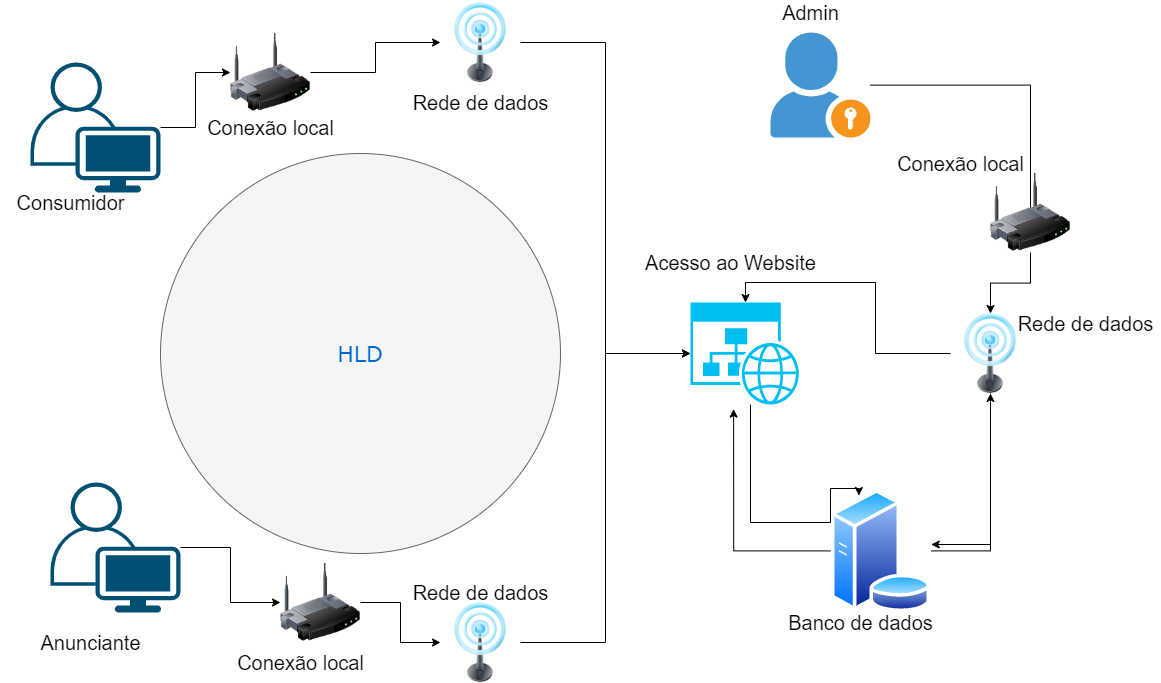 Admin
Rede de dados
Conexão local
Conexão local
Consumidor
Acesso ao Website
Rede de dados
HLD
Rede de dados
Banco de dados
Anunciante
Conexão local